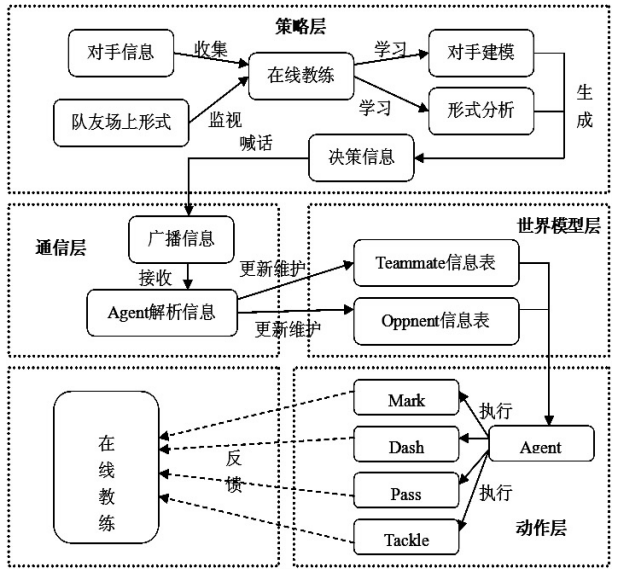 策略层
对手信息
收集
在线教练
学习
对手建模
队友场上形式
监视
学习
形式分析
生成
喊话
决策信息
通信层
广播信息
接收
Agent解析信息
更新维护
更新维护
世界模型层
Teammate信息表
Oppnent信息表
在线教练
反馈
Mark
执行
Dash
Agent
Pass
执行
Tackle
动作层